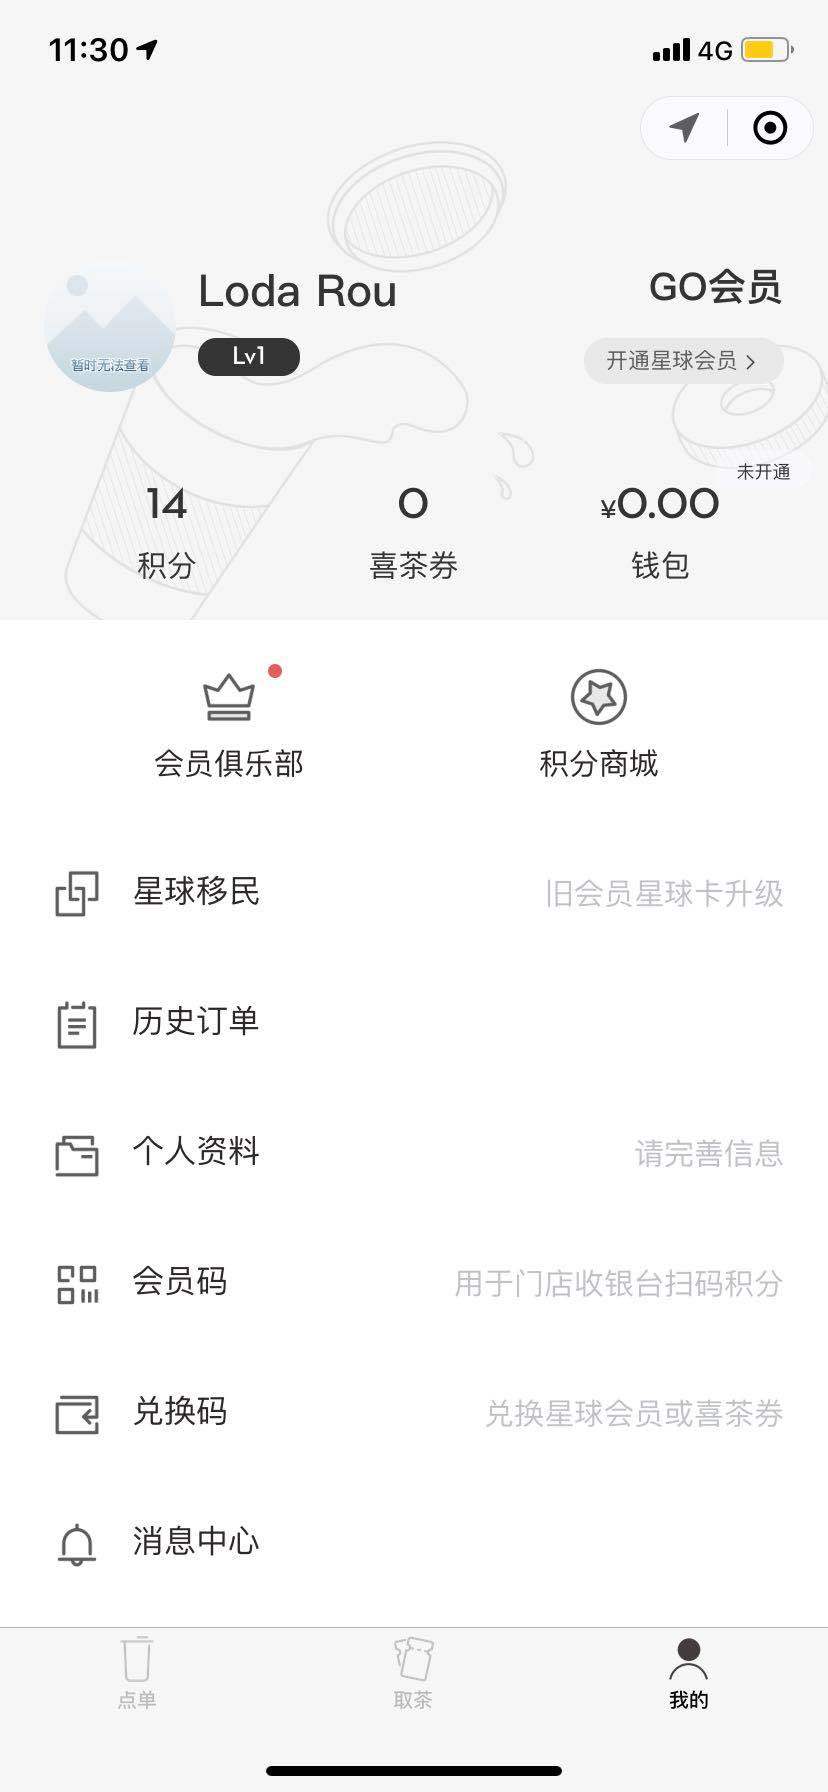 11:30
4G
Loda Rou
GO会员
暂时无法查看
Lv1
开通星球会员
未开通
14
0
¥0.00
积分
喜茶券
钱包
会员俱乐部
积分商城
星球移民
旧会员星球卡升级
历史订单
个人资料
请完善信息
会员码
用于门店收银台扫码积分
兑换码
兑换星球会员或喜茶券
消息中心
点单
取茶
我的